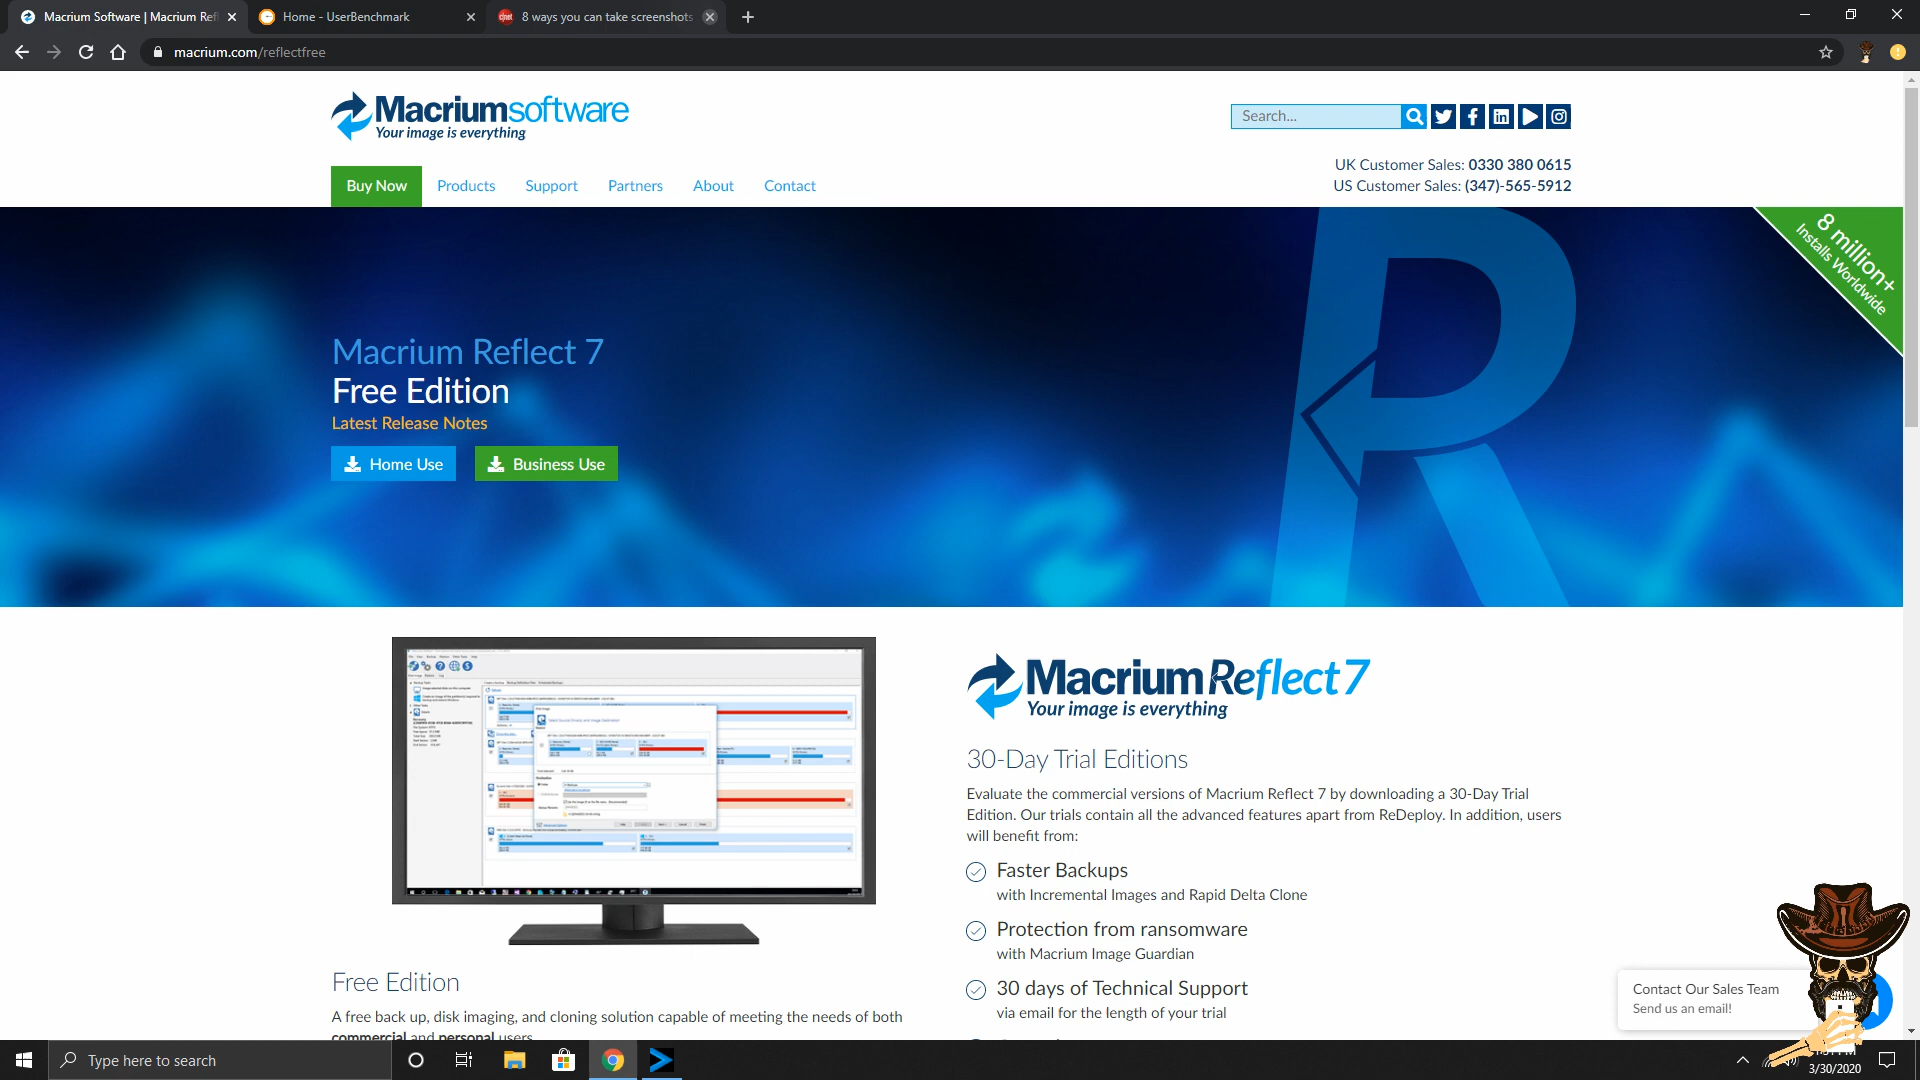 Macrium Software | Macrium Refl
Home - UserBenchmark
8 ways you can take screenshots
macrium.com/reflectfree
Macriumsoftware
Your image is everything
Search...
UK Customer Sales: 0330 380 0615
US Customer Sales: (347)-565-5912
Buy Now
Products
Support
Partners
About
Contact
8 million+
Installs Worldwide
Macrium Reflect 7
Free Edition
Latest Release Notes
Home Use
Business Use
Macrium Reflect 7
Your image is everything
30-Day Trial Editions
Evaluate the commercial versions of Macrium Reflect 7 by downloading a 30-Day Trial
Edition. Our trials contain all the advanced features apart from ReDeploy. In addition, users
will benefit from:
Faster Backups
with Incremental Images and Rapid Delta Clone
Protection from ransomware
with Macrium Image Guardian
30 days of Technical Support
via email for the length of your trial
Free Edition
A free back up, disk imaging, and cloning solution capable of meeting the needs of both
commercial and personal users
Contact Our Sales Team
Send us an email!
Type here to search
3/30/2020